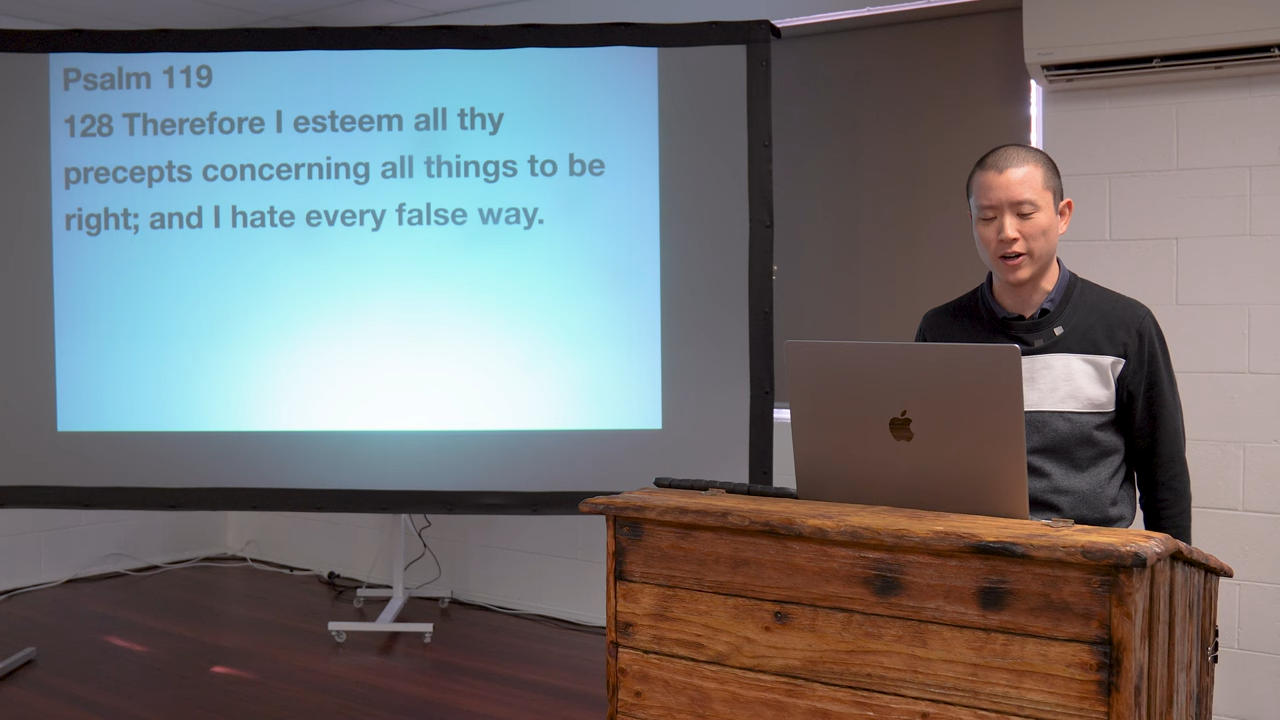 Psalm 119
128 Therefore I esteem all thy
precepts concerning all things to be
right; and I hate every false way.